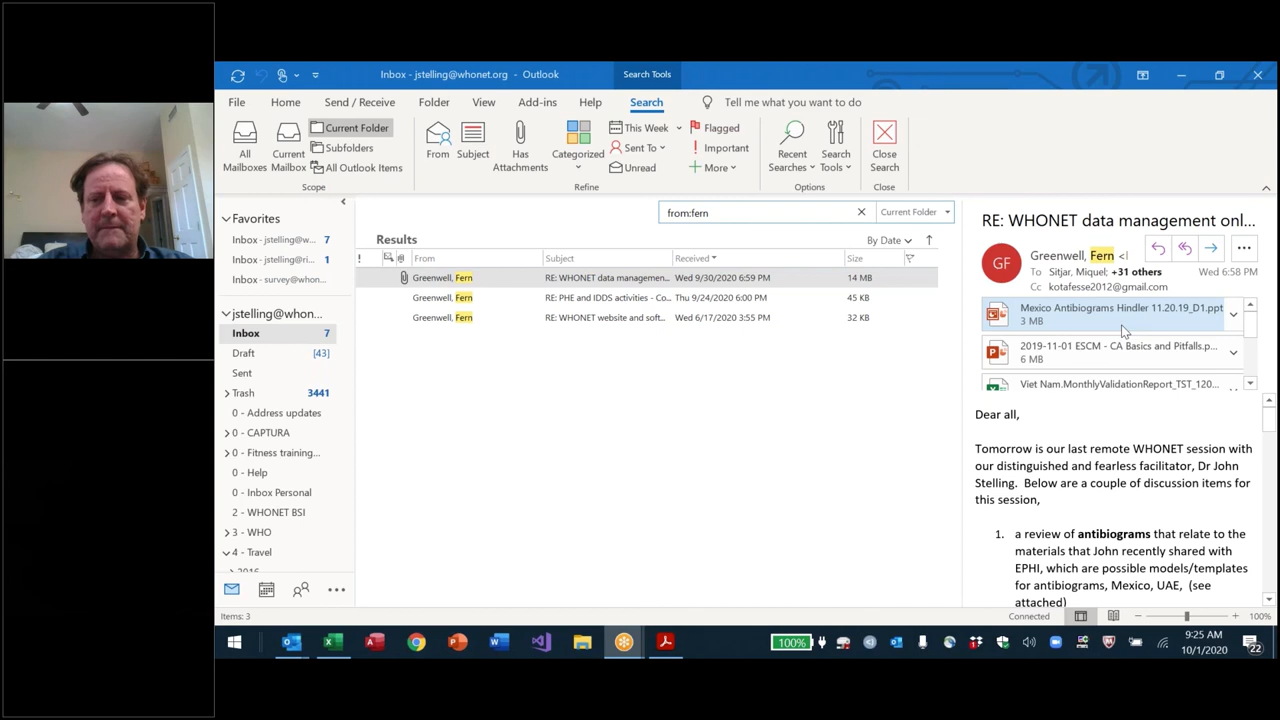 Inbox - jstelling@whonet.org - Outlook
Search Tools
File Home Send / Receive Folder View Add-ins Help Search Tell me what you want to do
All Mailboxes
Current Mailbox
Current Folder
Subfolders
All Outlook Items
Scope
From
Subject
Has Attachments
Categorized
This Week
Sent To
Unread
Flagged
Important
More
Refine
Recent Searches
Search Tools
Options
Close Search
Close
Favorites
Inbox - jstelling@w... 7
Inbox - jstelling@ri... 1
Inbox - survey@whon...
jstelling@whon...
Inbox 7
Draft [43]
Sent
Trash 3441
0 - Address updates
0 - CAPTURA
0 - Fitness training...
0 - Help
0 - Inbox Personal
2 - WHONET BSI
3 - WHO
4 - Travel
2016
from:fern
Current Folder
Results By Date
! From Subject Received Size
Greenwell, Fern RE: WHONET data managemen... Wed 9/30/2020 6:59 PM 14 MB
Greenwell, Fern RE: PHE and IDDS activities - Co... Thu 9/24/2020 6:00 PM 45 KB
Greenwell, Fern RE: WHONET website and soft... Wed 6/17/2020 3:55 PM 32 KB
RE: WHONET data management onl...
GF
Greenwell, Fern <l
To Sitjar, Miquel; +31 others Wed 6:58 PM
Cc kotafesse2012@gmail.com
Mexico Antibiograms Hindler 11.20.19_D1.ppt
3 MB
2019-11-01 ESCM - CA Basics and Pitfalls.p...
6 MB
Viet Nam.MonthlyValidationReport_TST_120...
Dear all,
Tomorrow is our last remote WHONET session with
our distinguished and fearless facilitator, Dr John
Stelling. Below are a couple of discussion items for
this session,
1. a review of antibiograms that relate to the
materials that John recently shared with
EPHI, which are possible models/templates
for antibiograms, Mexico, UAE, (see
attached)
Items: 3
Connected
100%
100%
9:25 AM
10/1/2020
22